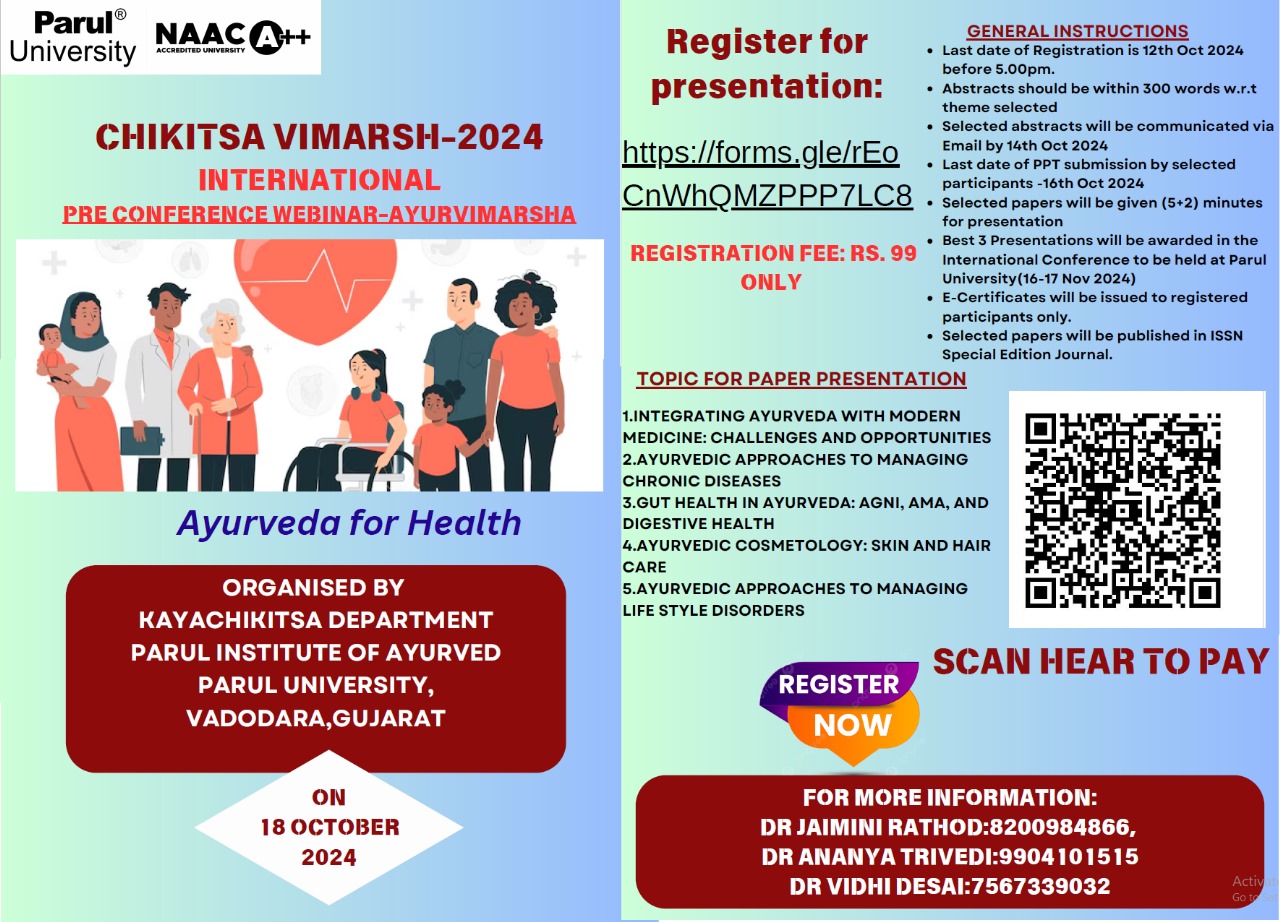 Parul®
University
NAAC A++
ACCREDITED UNIVERSITY
CHIKITSA VIMARSH-2024
INTERNATIONAL
PRE CONFERENCE WEBINAR-AYURVIMARSHA
Ayurveda for Health
ORGANISED BY
KAYACHIKITSA DEPARTMENT
PARUL INSTITUTE OF AYURVED
PARUL UNIVERSITY,
VADODARA,GUJARAT
ON
18 OCTOBER
2024
Register for
presentation:
https://forms.gle/rEo
CnWhQMZPPP7LC8
REGISTRATION FEE: RS. 99
ONLY
GENERAL INSTRUCTIONS
• Last date of Registration is 12th Oct 2024
before 5.00pm.
• Abstracts should be within 300 words w.r.t
theme selected
• Selected abstracts will be communicated via
Email by 14th Oct 2024
• Last date of PPT submission by selected
participants -16th Oct 2024
• Selected papers will be given (5+2) minutes
for presentation
• Best 3 Presentations will be awarded in the
International Conference to be held at Parul
University(16-17 Nov 2024)
• E-Certificates will be issued to registered
participants only.
• Selected papers will be published in ISSN
Special Edition Journal.
TOPIC FOR PAPER PRESENTATION
1.INTEGRATING AYURVEDA WITH MODERN
MEDICINE: CHALLENGES AND OPPORTUNITIES
2.AYURVEDIC APPROACHES TO MANAGING
CHRONIC DISEASES
3.GUT HEALTH IN AYURVEDA: AGNI, AMA, AND
DIGESTIVE HEALTH
4.AYURVEDIC COSMETOLOGY: SKIN AND HAIR
CARE
5.AYURVEDIC APPROACHES TO MANAGING
LIFE STYLE DISORDERS
SCAN HEAR TO PAY
REGISTER
NOW
FOR MORE INFORMATION:
DR JAIMINI RATHOD:8200984866,
DR ANANYA TRIVEDI:9904101515
DR VIDHI DESAI:7567339032